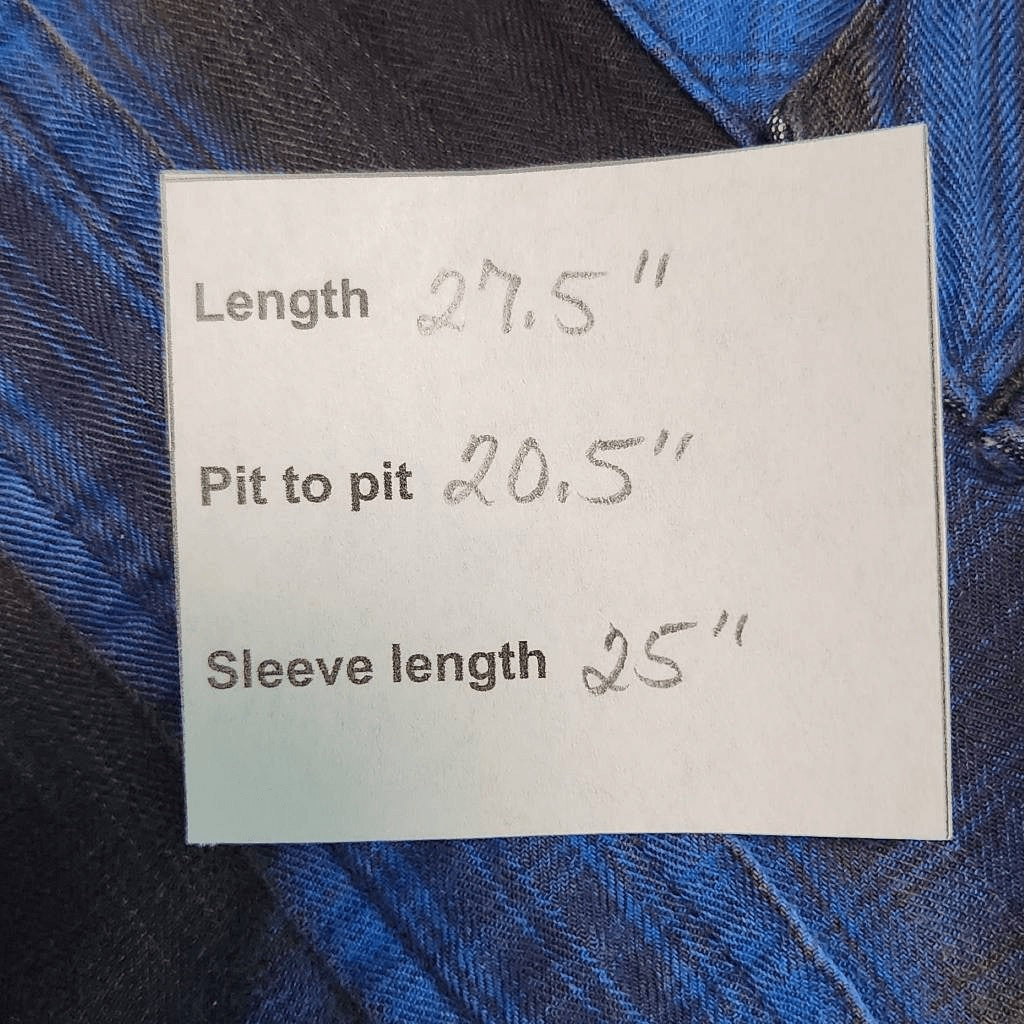 Length 27.5"
Pit to pit 20.5"
Sleeve length 25"